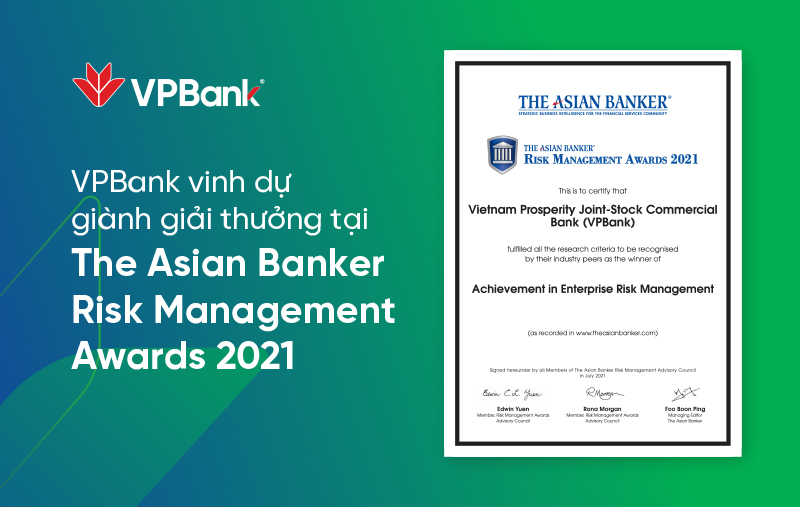 VPBank®
VPBank vinh dự
giành giải thưởng tại
The Asian Banker
Risk Management
Awards 2021
THE ASIAN BANKER®
STRATEGIC BUSINESS INTELLIGENCE FOR THE FINANCIAL SERVICES COMMUNITY
THE ASIAN BANKER®
RISK MANAGEMENT AWARDS 2021
This is to certify that
Vietnam Prosperity Joint-Stock Commercial
Bank (VPBank)
fulfilled all the research criteria to be recognised
by their industry peers as the winner of
Achievement in Enterprise Risk Management
(as recorded in www.theasianbanker.com)
Signed hereunder by all Members of The Asian Banker Risk Management Advisory Council
in July 2021
Edwin C.L. Yuen
R Morgan
Edwin Yuen
Member, Risk Management Awards
Advisory Council
Rona Morgan
Member, Risk Management Awards
Advisory Council
Foo Boon Ping
Managing Editor
The Asian Banker